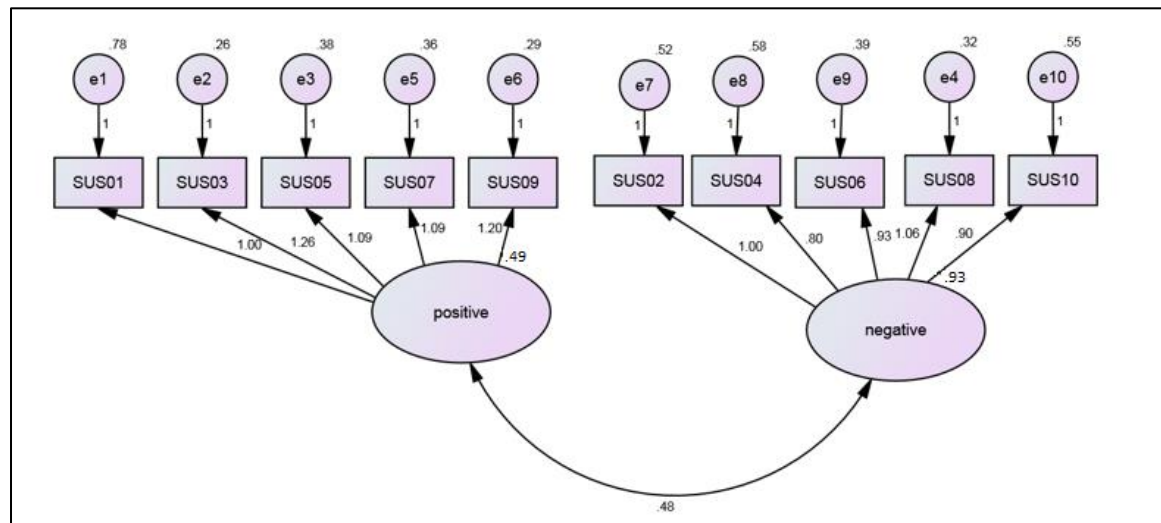 .78 .26 .38 .36 .29 .52 .58 .39 .32 .55
e1 e2 e3 e5 e6 e7 e8 e9 e4 e10
1 1 1 1 1 1 1 1 1 1
SUS01 SUS03 SUS05 SUS07 SUS09 SUS02 SUS04 SUS06 SUS08 SUS10
1.00 1.26 1.09 1.09 1.20 1.00 .80 .93 1.06 .90
.49 .93
positive negative
.48